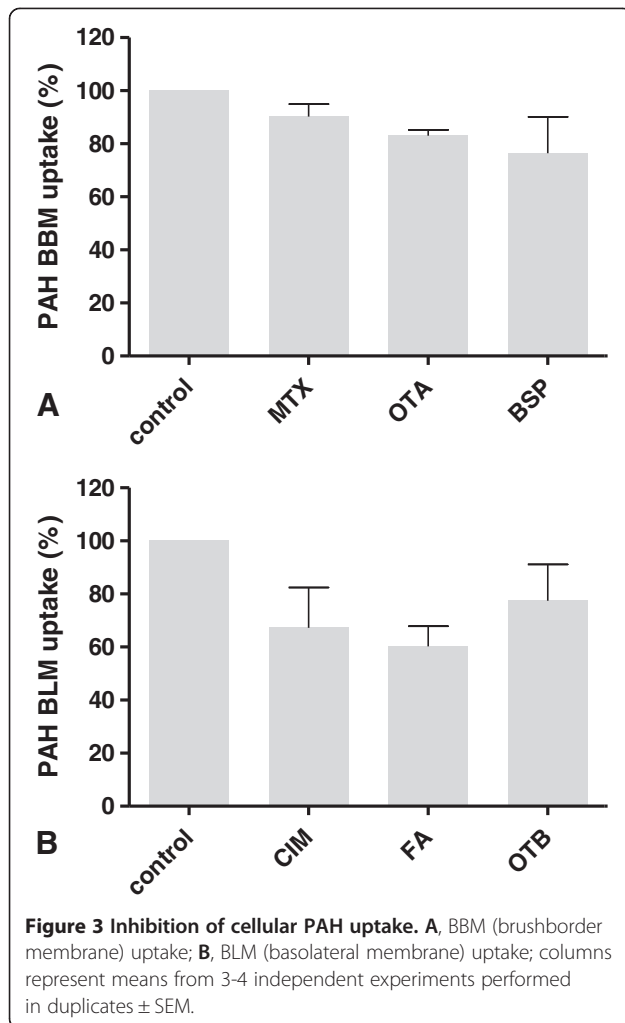 120
100
80
60
40
20
0
PAH BBM uptake (%)
control
MTX
OTA
BSP
A
120
100
80
60
40
20
0
PAH BLM uptake (%)
control
CIM
FA
OTB
B
Figure 3 Inhibition of cellular PAH uptake. A, BBM (brushborder
membrane) uptake; B, BLM (basolateral membrane) uptake; columns
represent means from 3-4 independent experiments performed
in duplicates ± SEM.